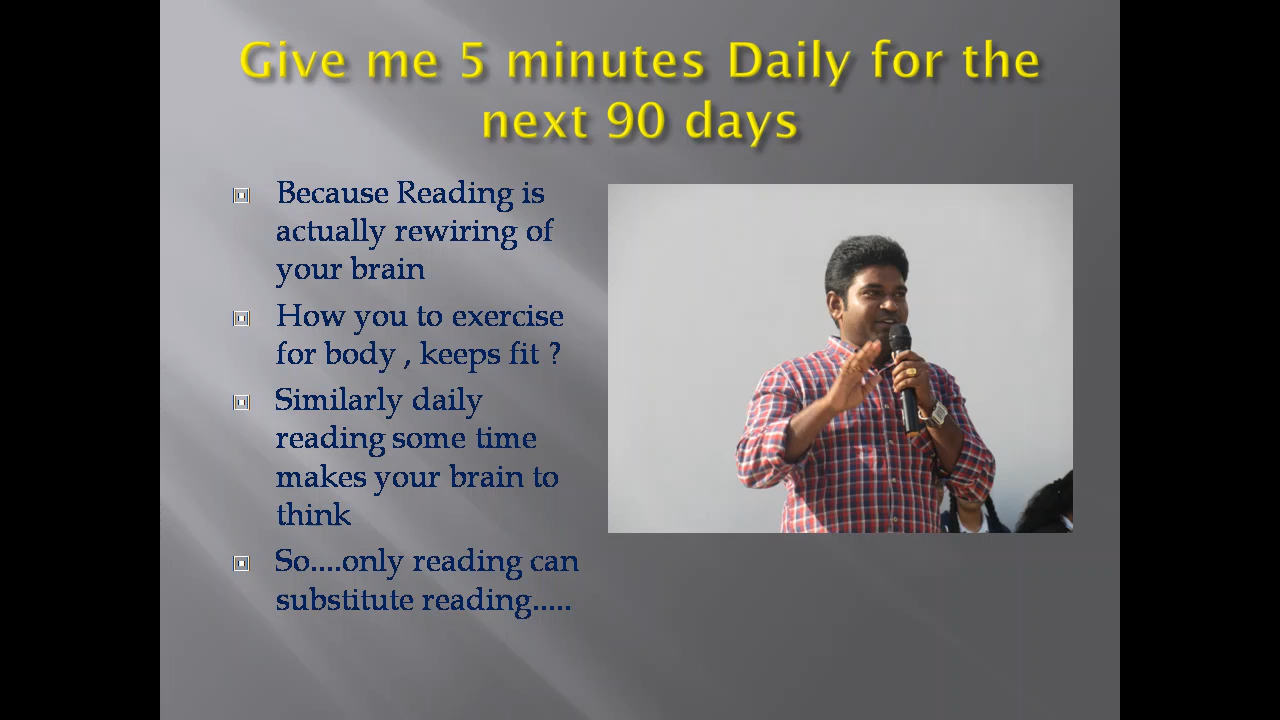 Give me 5 minutes Daily for the
next 90 days
Because Reading is
actually rewiring of
your brain
How you to exercise
for body , keeps fit ?
Similarly daily
reading some time
makes your brain to
think
So....only reading can
substitute reading.....